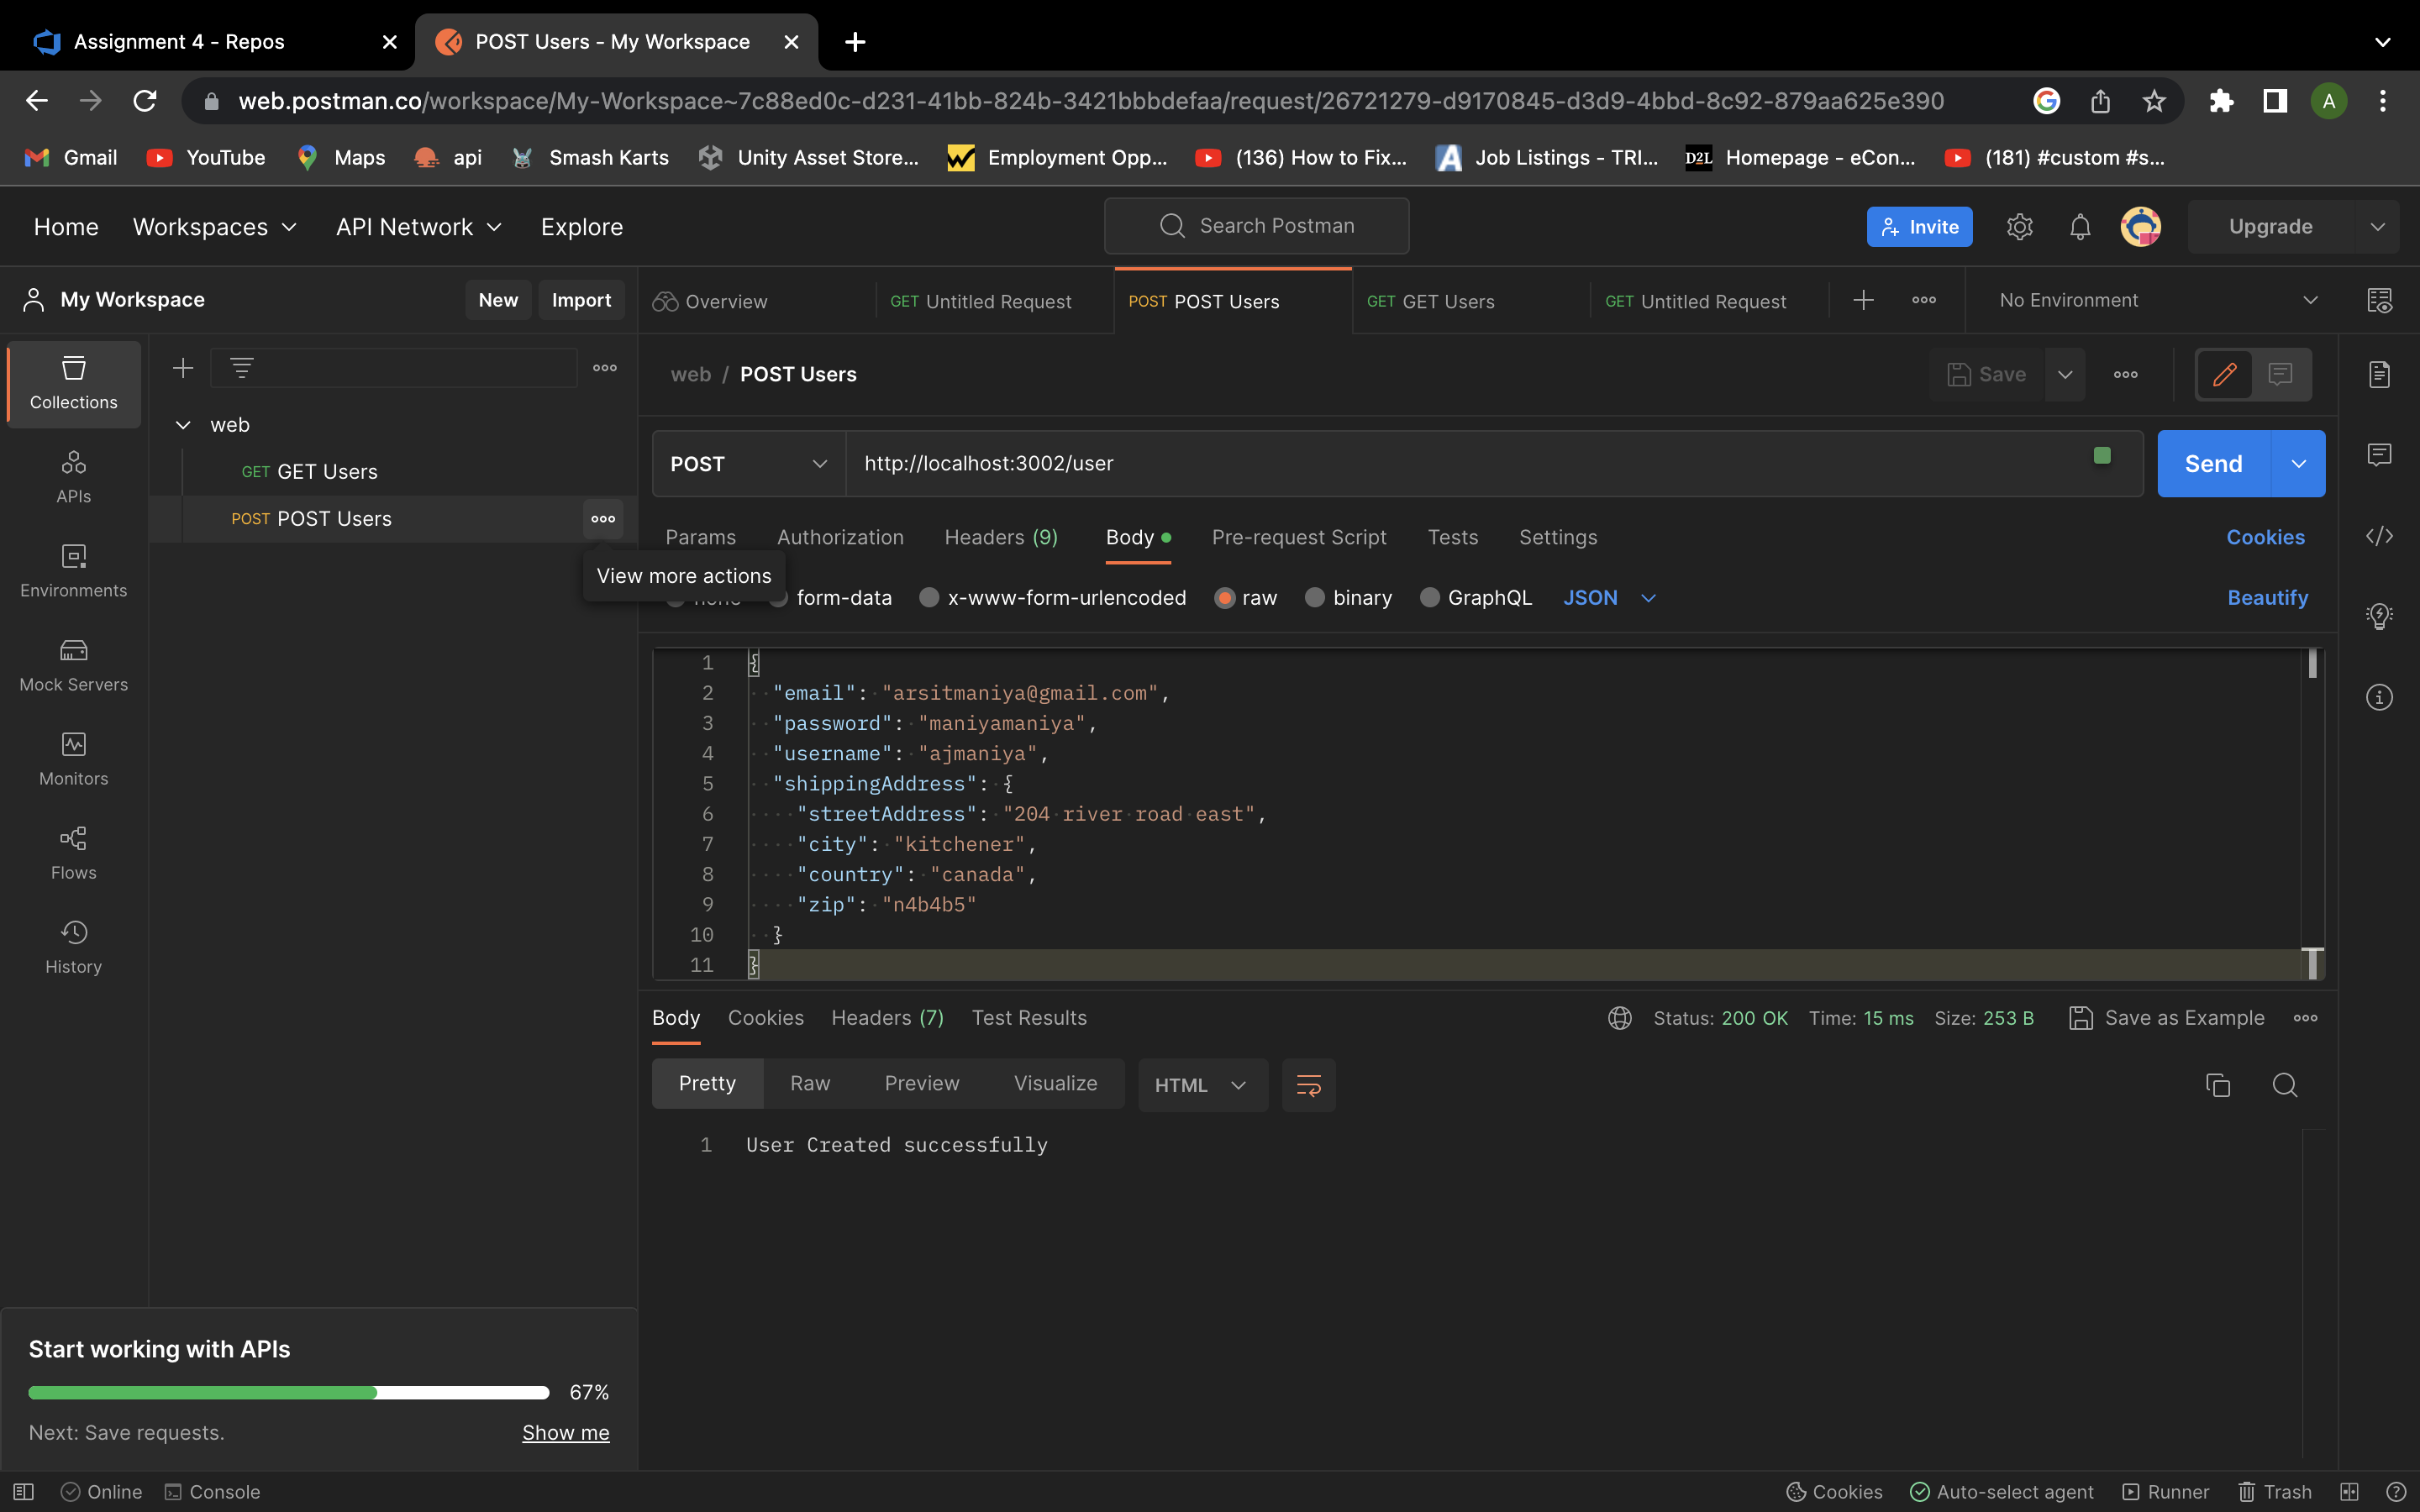 Assignment 4 - Repos
POST Users - My Workspace
web.postman.co/workspace/My-Workspace~7c88ed0c-d231-41bb-824b-3421bbbdefaa/request/26721279-d9170845-d3d9-4bbd-8c92-879aa625e390
A
Gmail YouTube Maps api Smash Karts Unity Asset Store... Employment Opp... (136) How to Fix... Job Listings - TRI... D2L Homepage - eCon... (181) #custom #s...
Home Workspaces API Network Explore Search Postman Invite Upgrade
My Workspace New Import Overview GET Untitled Request POST POST Users GET GET Users GET Untitled Request No Environment
web / POST Users Save
Collections
web
GET GET Users
POST POST Users
View more actions
APIs
Environments
Mock Servers
Monitors
Flows
History
POST http://localhost:3002/user Send
Params Authorization Headers (9) Body Pre-request Script Tests Settings Cookies
none form-data x-www-form-urlencoded raw binary GraphQL JSON Beautify
1 {
2 "email": "arsitmaniya@gmail.com",
3 "password": "maniyamaniya",
4 "username": "ajmaniya",
5 "shippingAddress": {
6 "streetAddress": "204 river road east",
7 "city": "kitchener",
8 "country": "canada",
9 "zip": "n4b4b5"
10 }
11 }
Body Cookies Headers (7) Test Results Status: 200 OK Time: 15 ms Size: 253 B Save as Example
Pretty Raw Preview Visualize HTML
1 User Created successfully
Start working with APIs
67%
Next: Save requests. Show me
Online Console Cookies Auto-select agent Runner Trash